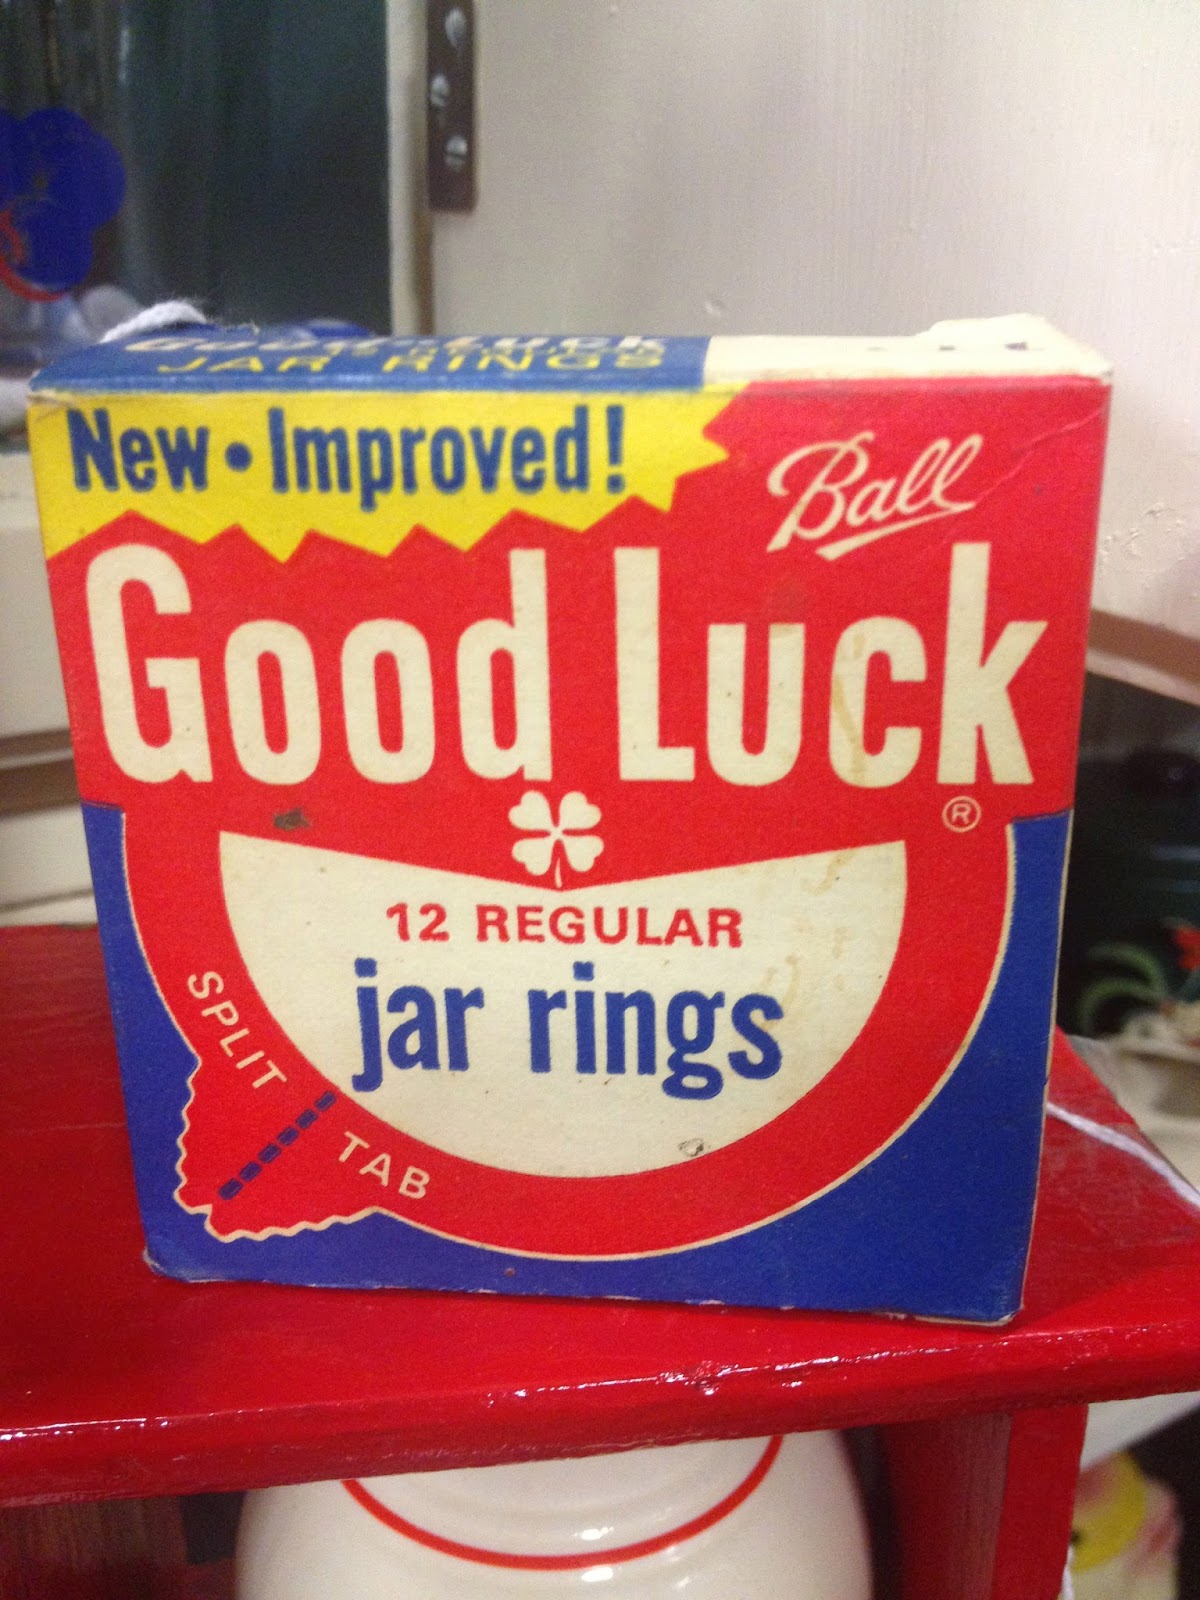 Good Luck
JAR RINGS
New • Improved!
Ball
Good Luck
®
12 REGULAR
jar rings
SPLIT TAB